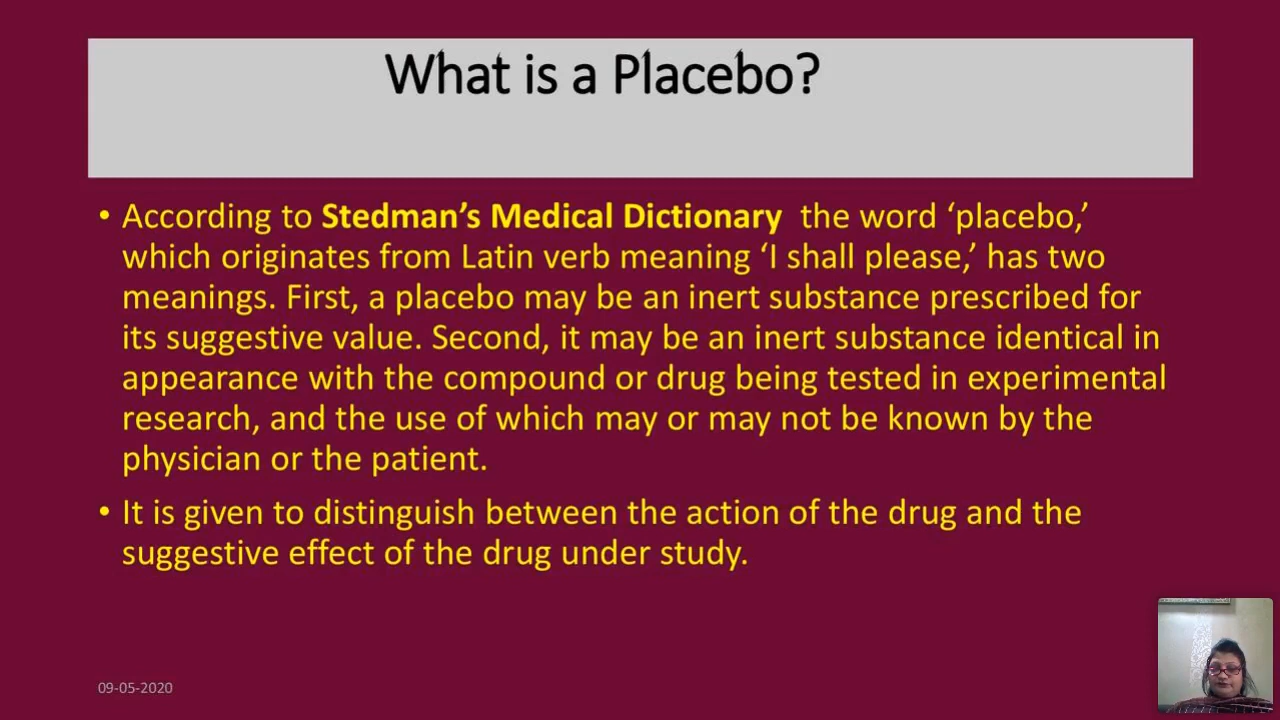 What is a Placebo?
• According to Stedman’s Medical Dictionary the word ‘placebo,’
which originates from Latin verb meaning ‘I shall please,’ has two
meanings. First, a placebo may be an inert substance prescribed for
its suggestive value. Second, it may be an inert substance identical in
appearance with the compound or drug being tested in experimental
research, and the use of which may or may not be known by the
physician or the patient.
• It is given to distinguish between the action of the drug and the
suggestive effect of the drug under study.
09-05-2020